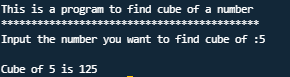 This is a program to find cube of a number
*******************************************
Input the number you want to find cube of :5
Cube of 5 is 125